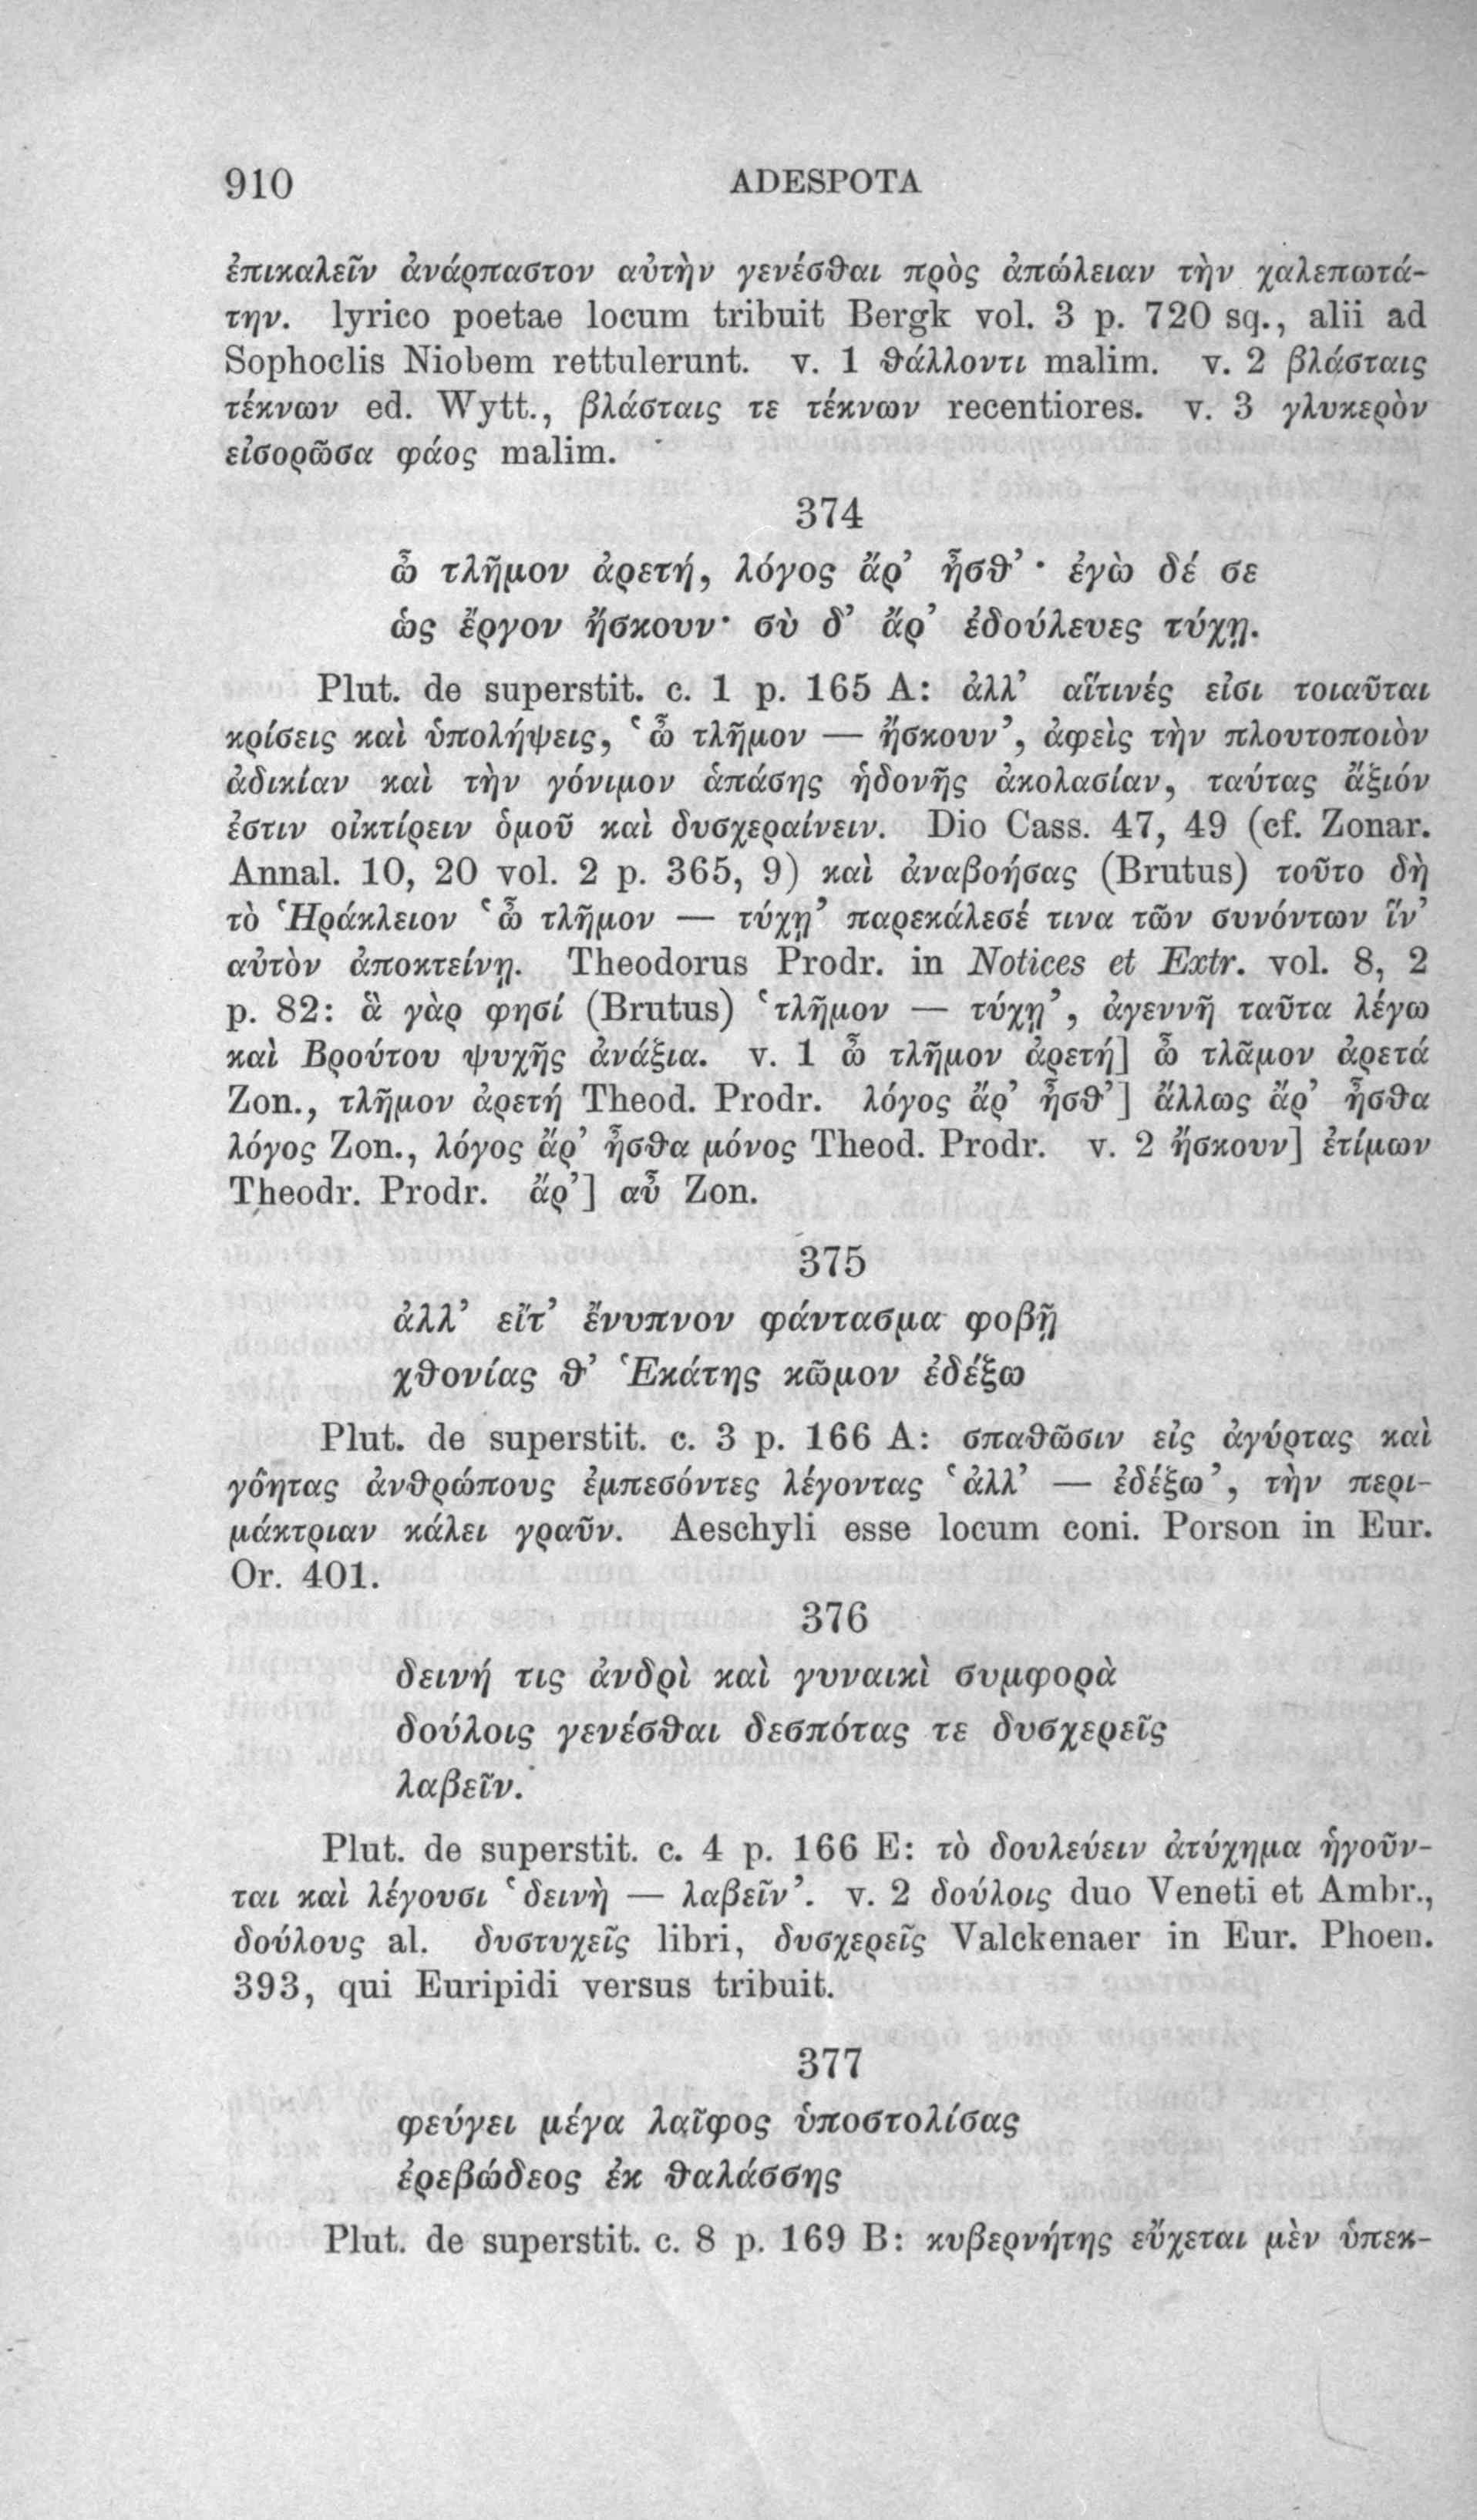 910 ADESPOTA
ἐπικαλεῖν ἀνάρπαστον αὐτὴν γενέσθαι πρὸς ἀπώλειαν τὴν χαλεπωτά-
την. lyrico poetae locum tribuit Bergk vol. 3 p. 720 sq., alii ad
Sophoclis Niobem rettulerunt. v. 1 θάλλοντι malim. v. 2 βλάσταις
τέκνων ed. Wytt., βλάσταις τε τέκνων recentiores. v. 3 γλυκερὸν
εἰσορῶσα φάος malim.
374
ὦ τλῆμον ἀρετή, λόγος ἄρ’ ἦσθ’· ἐγὼ δέ σε
ὡς ἔργον ἤσκουν· σὺ δ’ ἄρ’ ἐδούλευες τύχῃ.
Plut. de superstit. c. 1 p. 165 A: ἀλλ’ αἵτινές εἰσι τοιαῦται
κρίσεις καὶ ὑπολήψεις, ‘ὦ τλῆμον — ἤσκουν’, ἀφεὶς τὴν πλουτοποιὸν
ἀδικίαν καὶ τὴν γόνιμον ἁπάσης ἡδονῆς ἀκολασίαν, ταύτας ἄξιόν
ἐστιν οἰκτίρειν ὁμοῦ καὶ δυσχεραίνειν. Dio Cass. 47, 49 (cf. Zonar.
Annal. 10, 20 vol. 2 p. 365, 9) καὶ ἀναβοήσας (Brutus) τοῦτο δὴ
τὸ Ἡράκλειον ‘ὦ τλῆμον — τύχῃ’ παρεκάλεσέ τινα τῶν συνόντων ἵν’
αὐτὸν ἀποκτείνῃ. Theodorus Prodr. in Notices et Extr. vol. 8, 2
p. 82: ἃ γὰρ φησί (Brutus) ‘τλῆμον — τύχῃ’, ἀγεννῆ ταῦτα λέγω
καὶ Βρούτου ψυχῆς ἀνάξια. v. 1 ὦ τλῆμον ἀρετή] ὦ τλᾶμον ἀρετά
Zon., τλῆμον ἀρετή Theod. Prodr. λόγος ἄρ’ ἦσθ’] ἄλλως ἄρ’ ἦσθα
λόγος Zon., λόγος ἄρ’ ἦσθα μόνος Theod. Prodr. v. 2 ἤσκουν] ἐτίμων
Theodr. Prodr. ἄρ’] αὖ Zon.
375
ἀλλ’ εἴτ’ ἔνυπνον φάντασμα φοβῇ
χθονίας θ’ Ἑκάτης κῶμον ἐδέξω
Plut. de superstit. c. 3 p. 166 A: σπαθῶσιν εἰς ἀγύρτας καὶ
γόητας ἀνθρώπους ἐμπεσόντες λέγοντας ‘ἀλλ’ — ἐδέξω’, τὴν περι-
μάκτριαν κάλει γραῦν. Aeschyli esse locum coni. Porson in Eur.
Or. 401.
376
δεινή τις ἀνδρὶ καὶ γυναικὶ συμφορὰ
δούλοις γενέσθαι δεσπότας τε δυσχερεῖς
λαβεῖν.
Plut. de superstit. c. 4 p. 166 E: τὸ δουλεύειν ἀτύχημα ἡγοῦν-
ται καὶ λέγουσι ‘δεινὴ — λαβεῖν’. v. 2 δούλοις duo Veneti et Ambr.,
δούλους al. δυστυχεῖς libri, δυσχερεῖς Valckenaer in Eur. Phoen.
393, qui Euripidi versus tribuit.
377
φεύγει μέγα λαῖφος ὑποστολίσας
ἐρεβώδεος ἐκ θαλάσσης
Plut. de superstit. c. 8 p. 169 B: κυβερνήτης εὔχεται μὲν ὑπεκ-